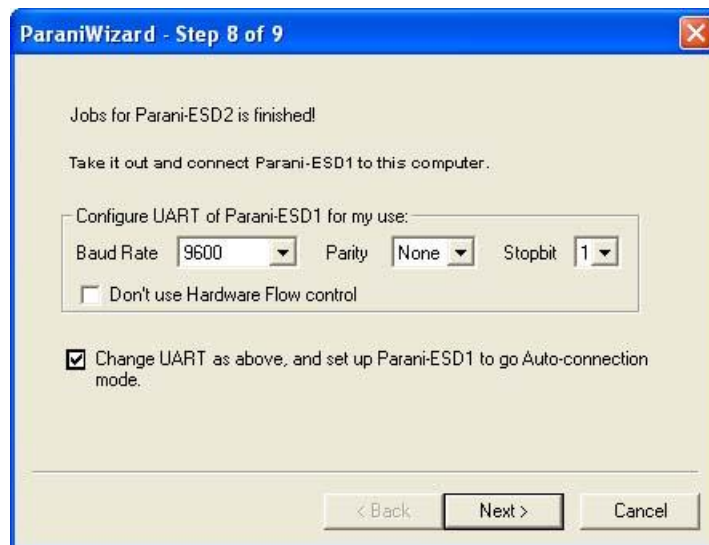 ParaniWizard - Step 8 of 9
Jobs for Parani-ESD2 is finished!
Take it out and connect Parani-ESD1 to this computer.
Configure UART of Parani-ESD1 for my use:
Baud Rate 9600 Parity None Stopbit 1
Don't use Hardware Flow control
Change UART as above, and set up Parani-ESD1 to go Auto-connection
mode.
< Back Next > Cancel